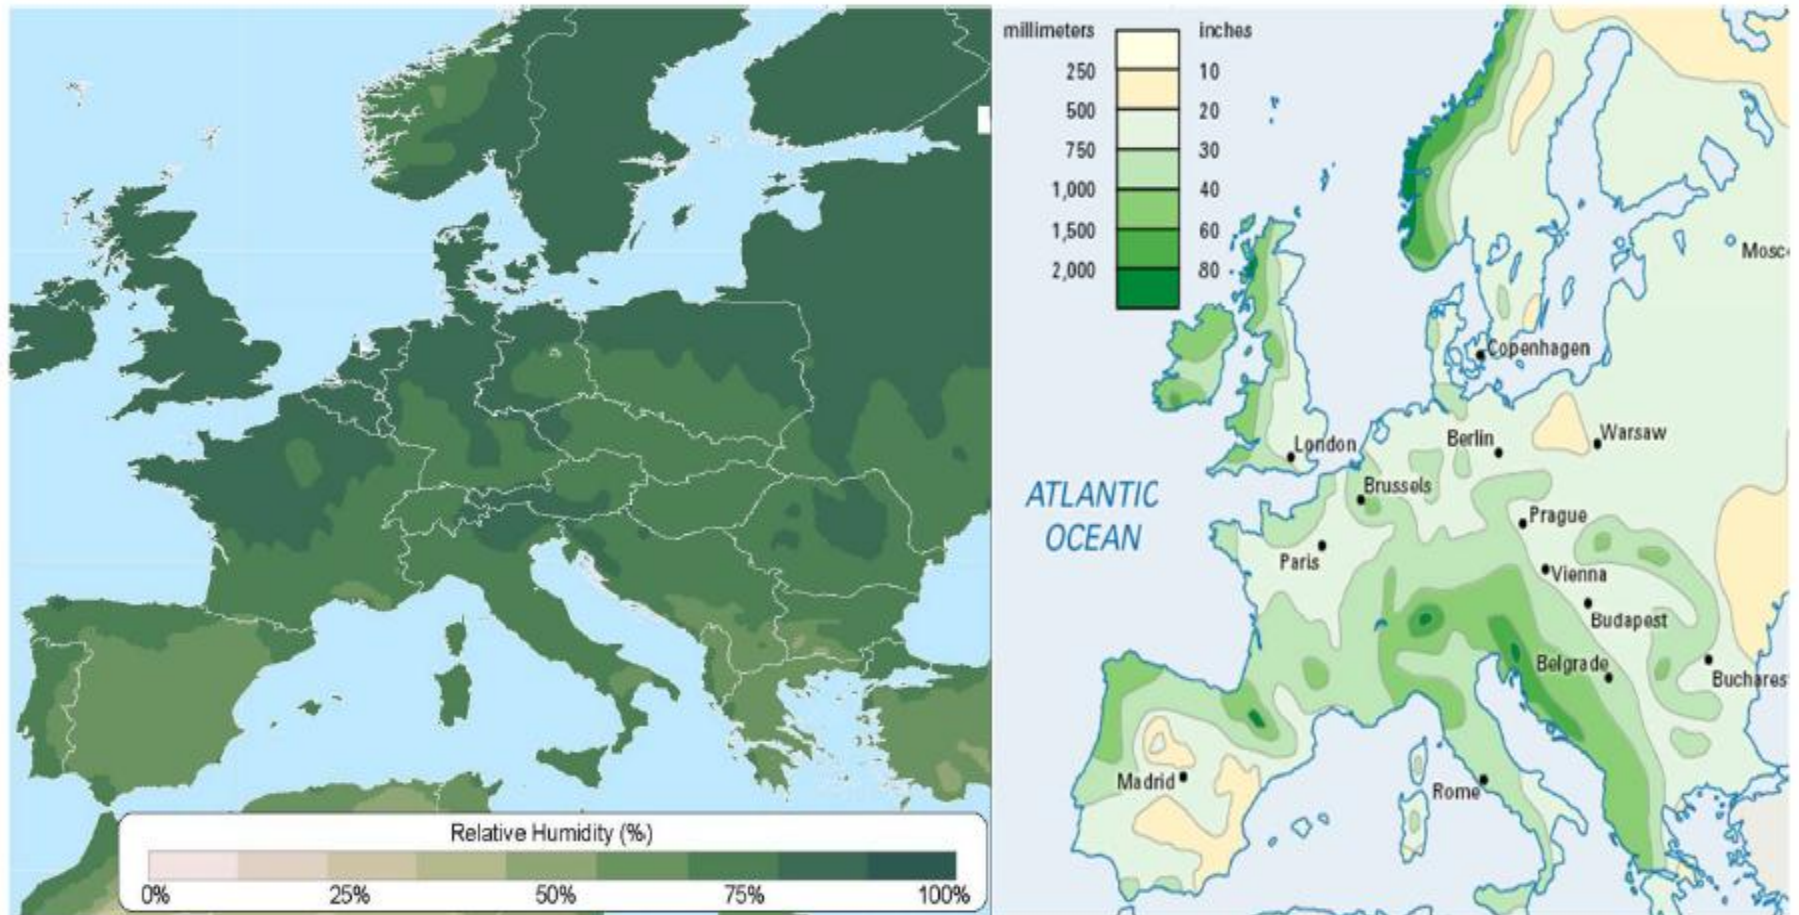 Relative Humidity (%)
0% 25% 50% 75% 100%
millimeters inches
250 10
500 20
750 30
1,000 40
1,500 60
2,000 80
ATLANTIC
OCEAN
Mosc
Copenhagen
London
Berlin
Warsaw
Brussels
Prague
Paris
Vienna
Budapest
Belgrade
Buchares
Madrid
Rome